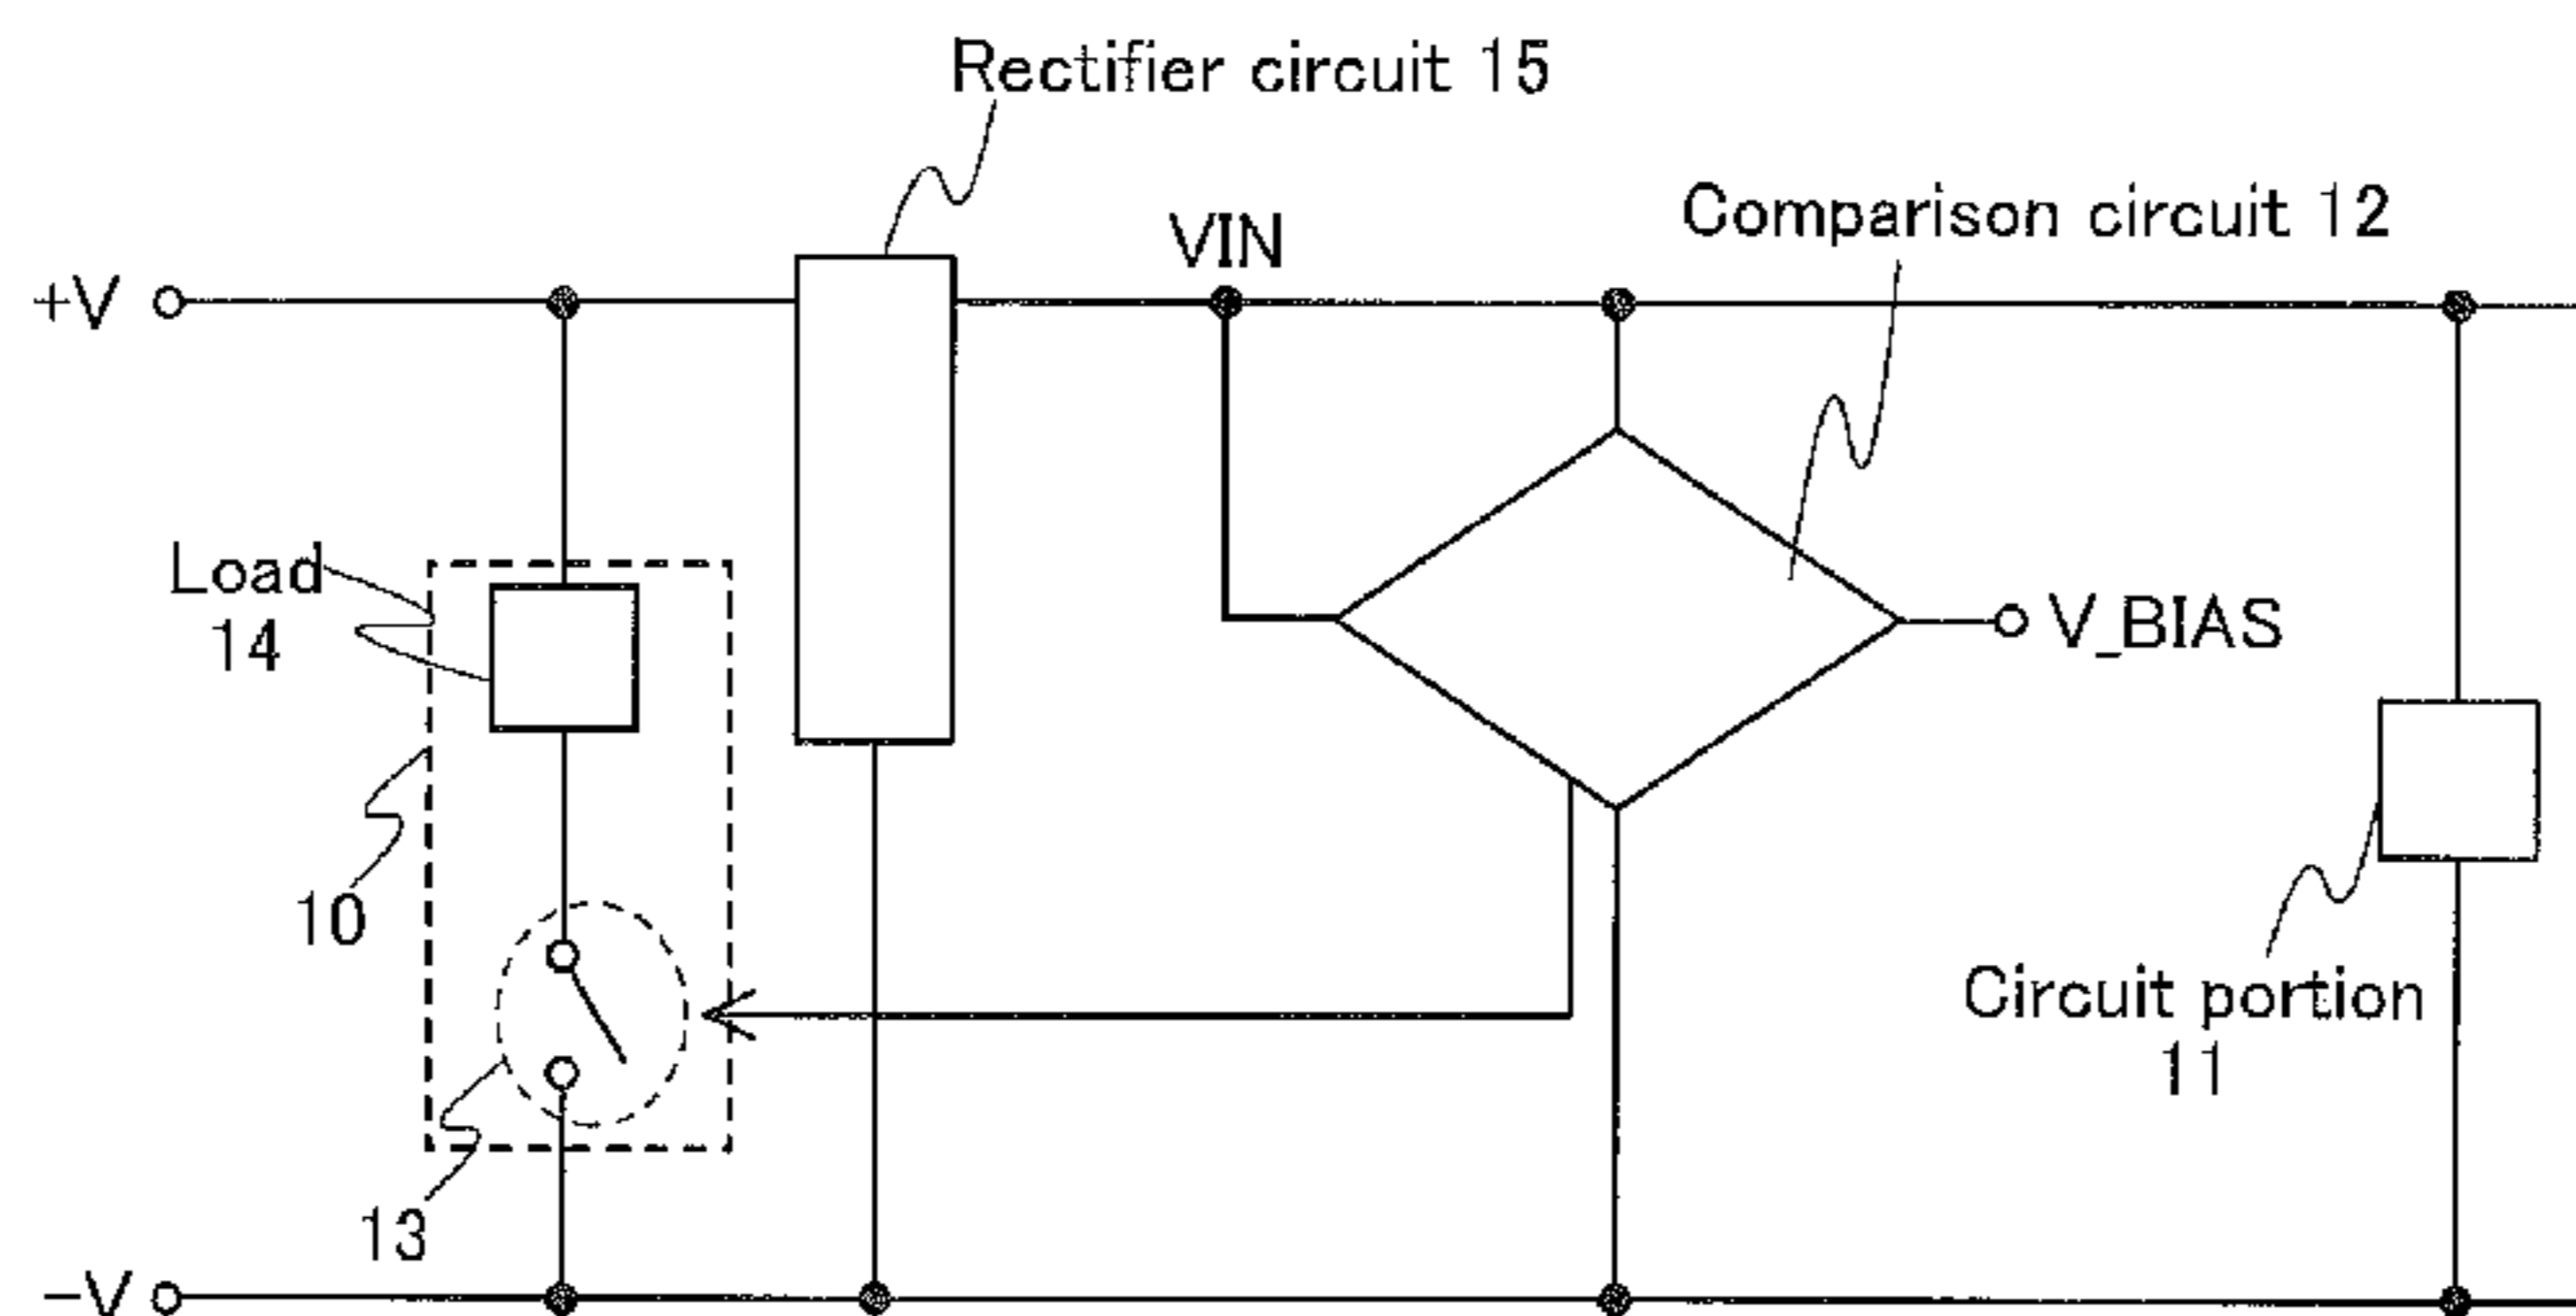 Rectifier circuit 15
Comparison circuit 12
VIN
+V
Load
14
V_BIAS
10
Circuit portion
11
13
-V